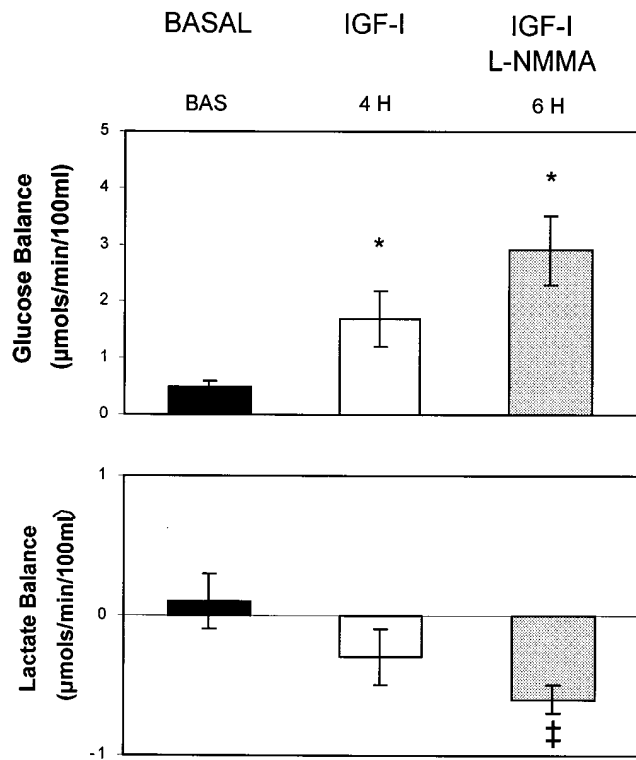 BASAL IGF-I IGF-I
L-NMMA
BAS 4 H 6 H
Glucose Balance
(µmols/min/100ml)
5
4
3
2
1
0
*
*
Lactate Balance
(µmols/min/100ml)
1
0
-1
‡